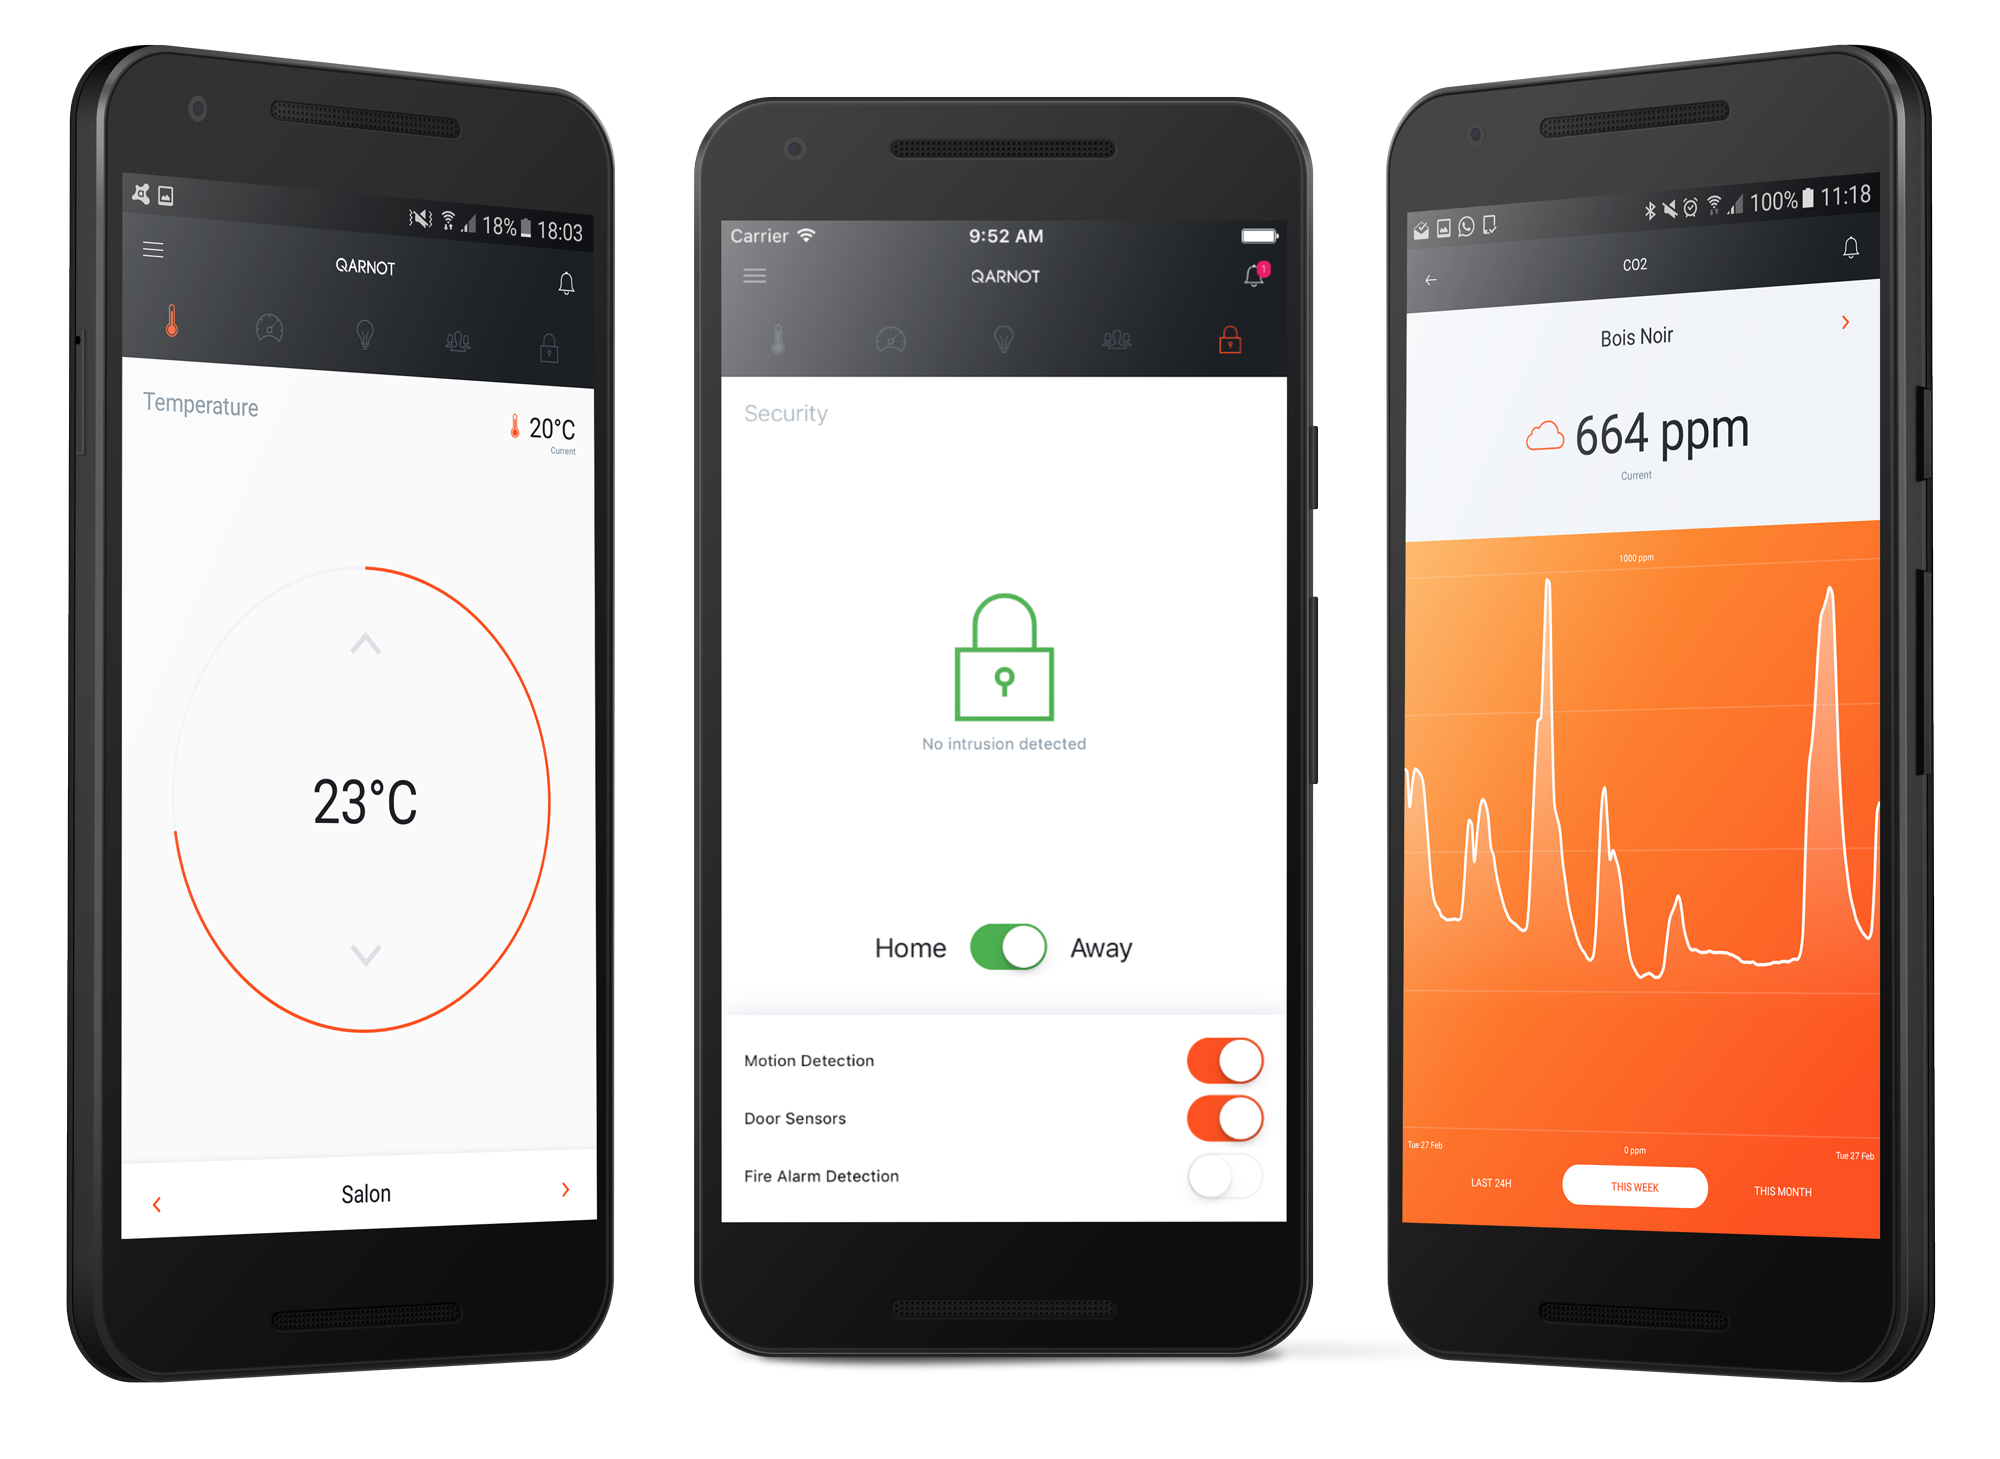 18% 18:03
QARNOT
Temperature
20°C
Current
23°C
Salon
Carrier 9:52 AM
QARNOT
1
Security
No intrusion detected
Home Away
Motion Detection
Door Sensors
Fire Alarm Detection
100% 11:18
CO2
Bois Noir
664 ppm
Current
1000 ppm
Tue 27 Feb 0 ppm Tue 27 Feb
LAST 24H THIS WEEK THIS MONTH